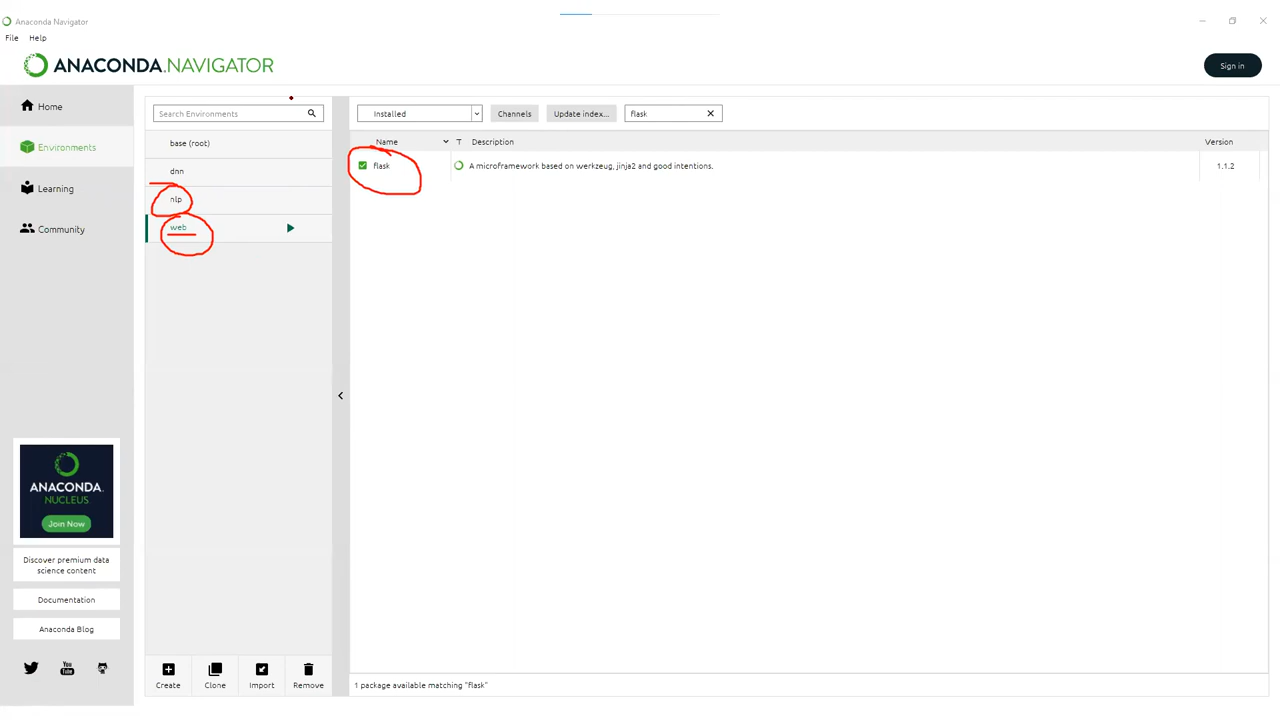 Anaconda Navigator
File Help
ANACONDA.NAVIGATOR
Sign in
Home
Environments
Learning
Community
ANACONDA.
NUCLEUS
Join Now
Discover premium data
science content
Documentation
Anaconda Blog
Search Environments
base (root)
dnn
nlp
web
Create Clone Import Remove
Installed Channels Update index... flask
Name T Description Version
flask A microframework based on werkzeug, jinja2 and good intentions. 1.1.2
1 package available matching "flask"